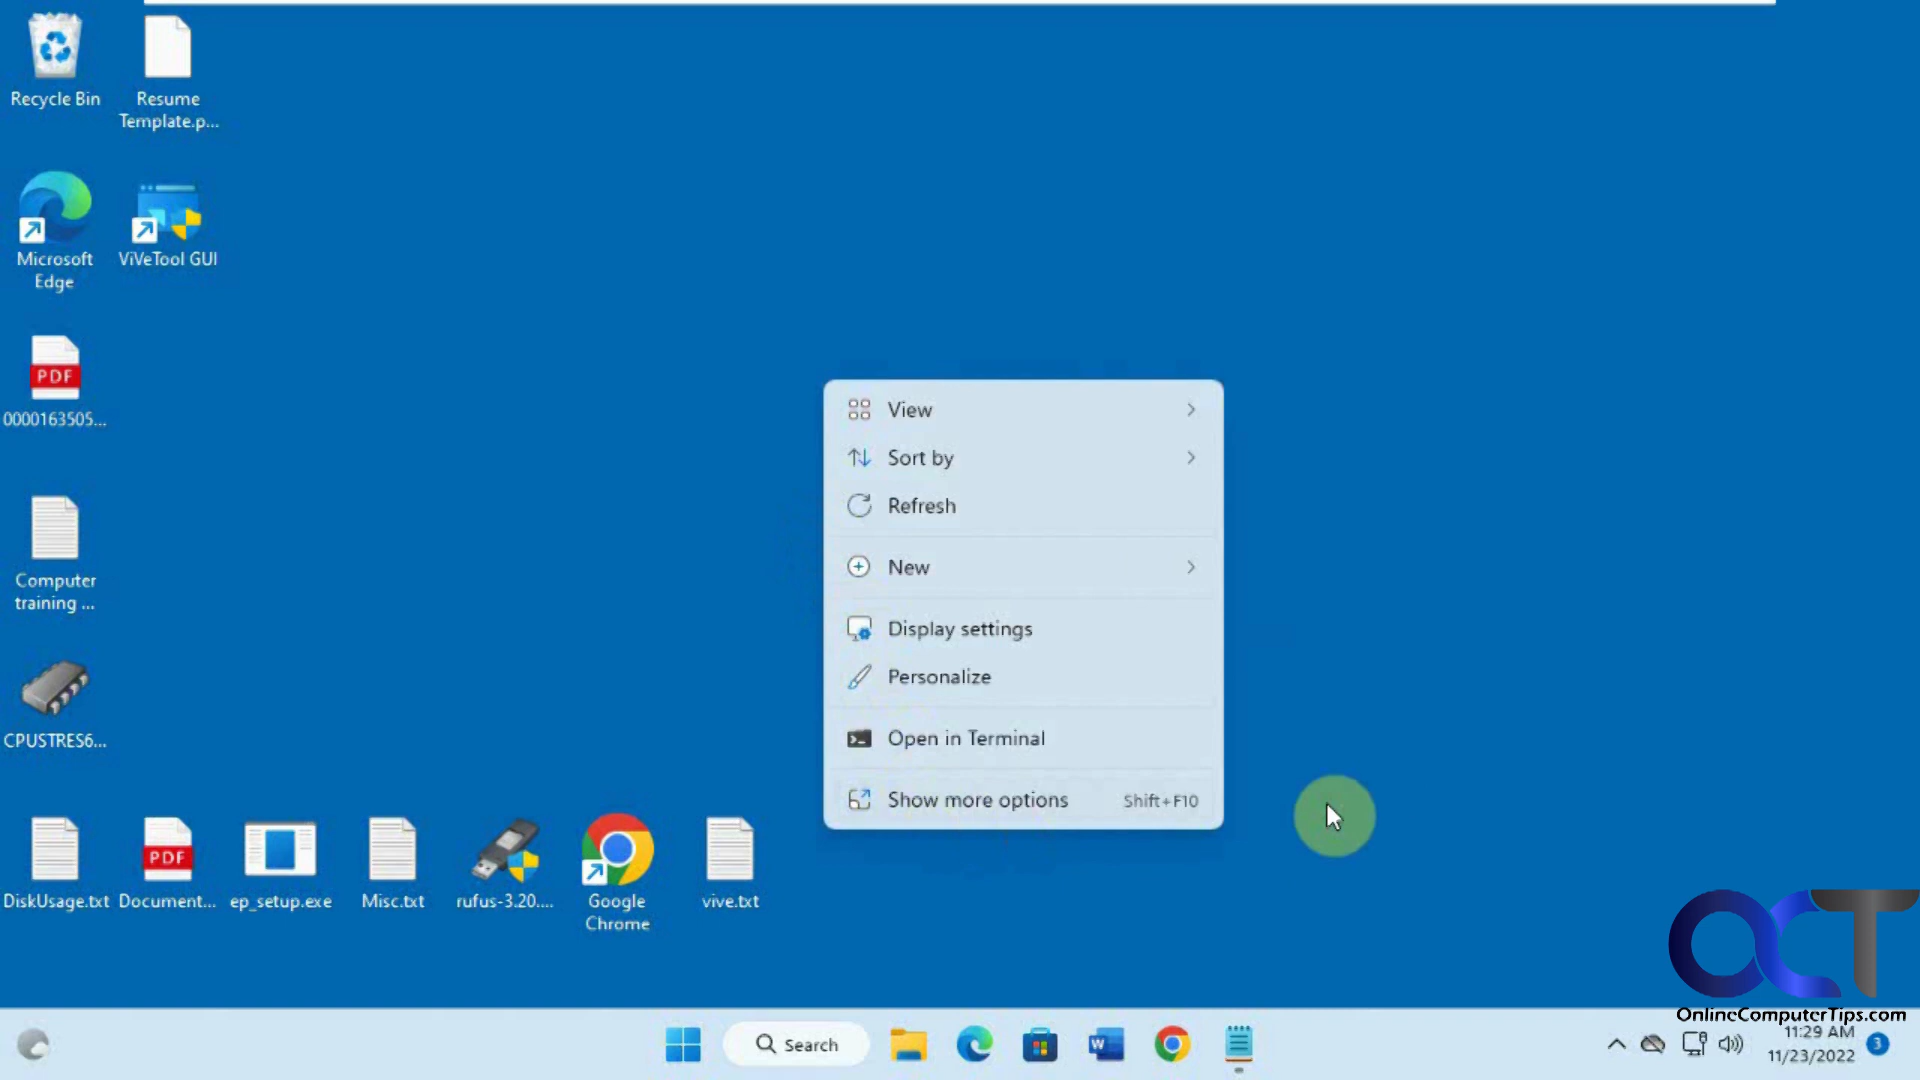 Recycle Bin
Resume
Template.p...
Microsoft
Edge
ViVeTool GUI
PDF
0000163505...
Computer
training ...
CPUSTRES6...
DiskUsage.txt
PDF
Document...
ep_setup.exe
Misc.txt
rufus-3.20....
Google
Chrome
vive.txt
View
Sort by
Refresh
New
Display settings
Personalize
Open in Terminal
Show more options Shift+F10
OCT
OnlineComputerTips.com
Search
W
11:29 AM
11/23/2022
3